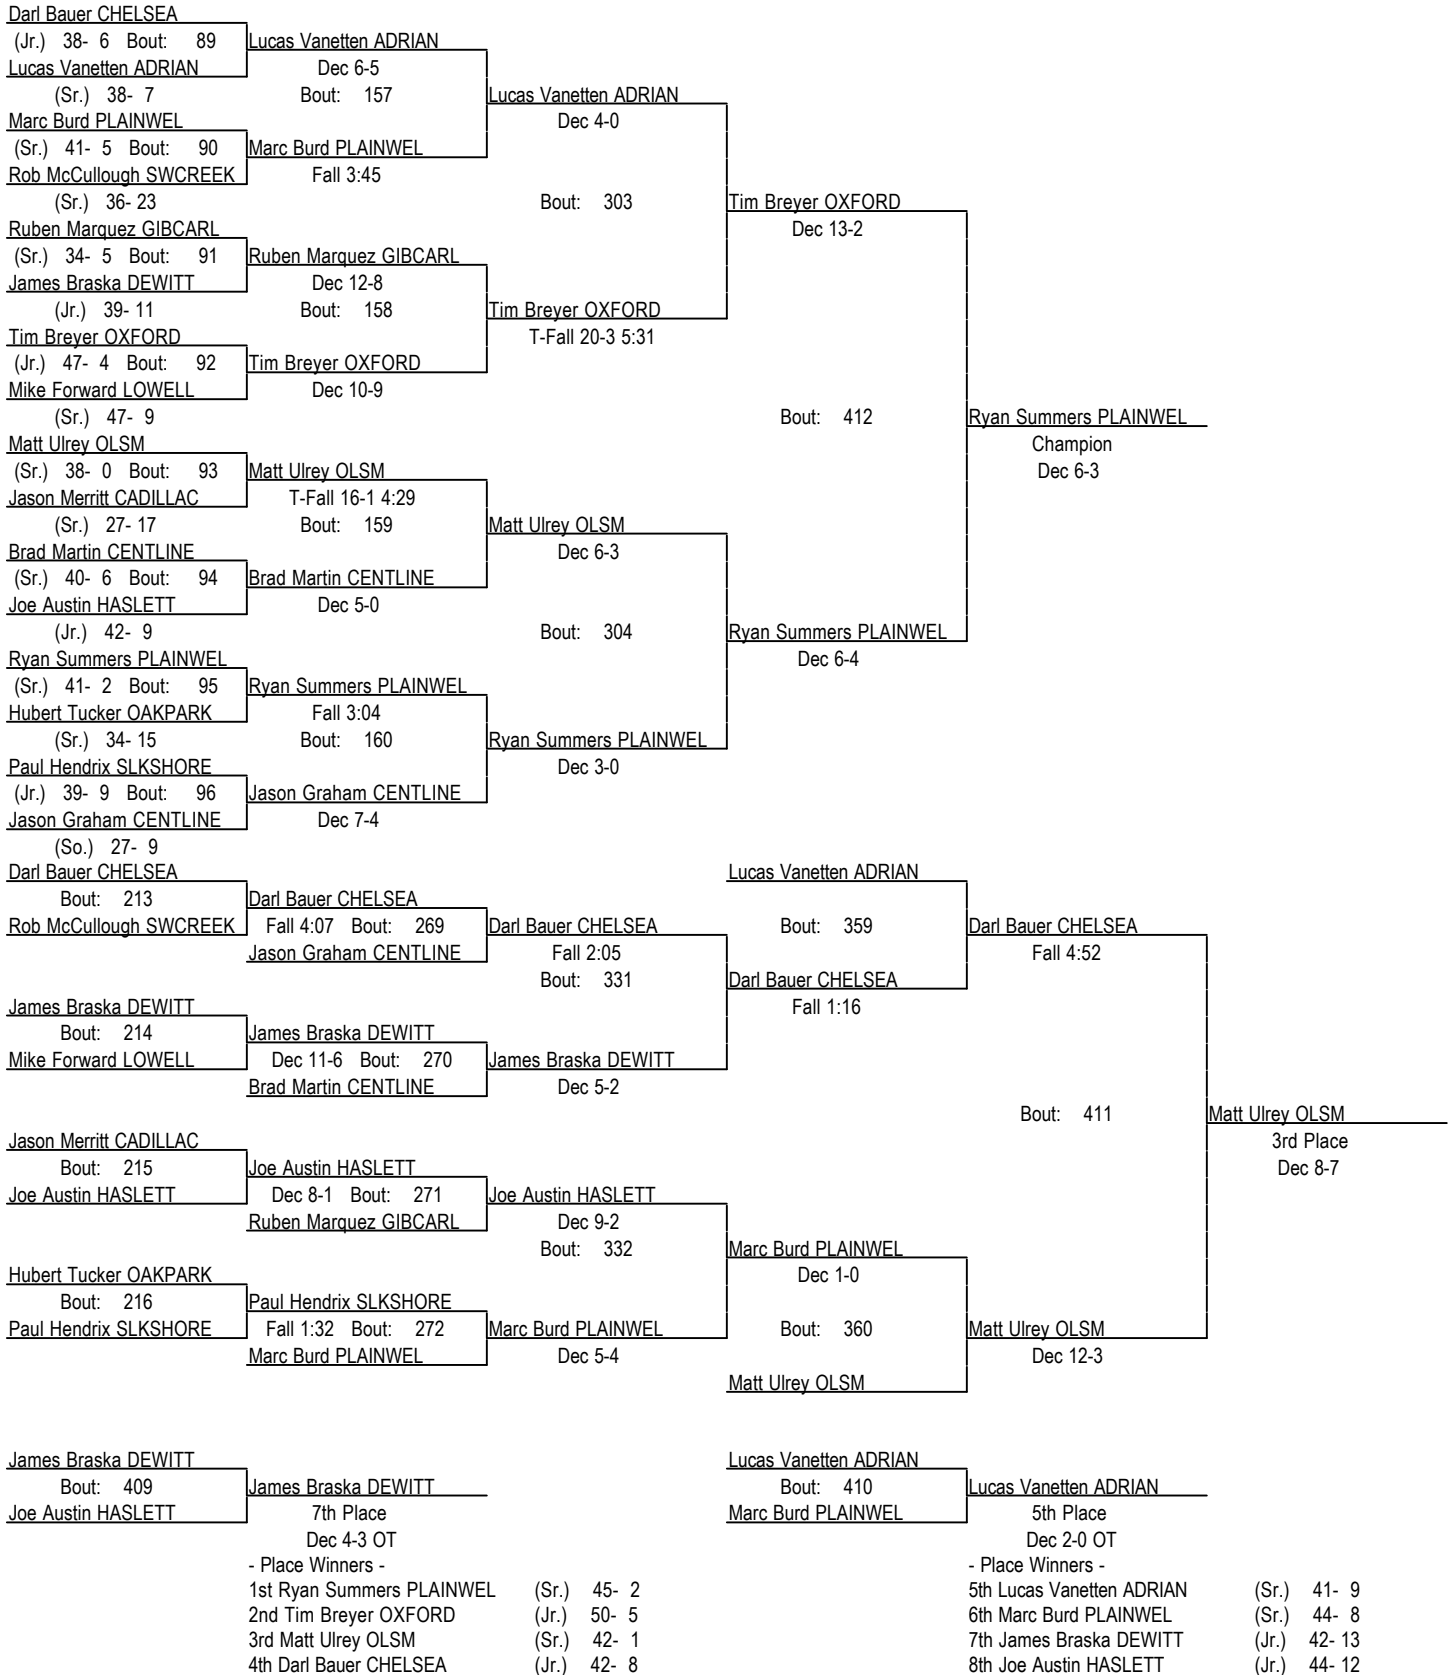 Darl Bauer CHELSEA
(Jr.) 38- 6 Bout: 89 Lucas Vanetten ADRIAN
Lucas Vanetten ADRIAN Dec 6-5
(Sr.) 38- 7 Bout: 157 Lucas Vanetten ADRIAN
Marc Burd PLAINWEL Dec 4-0
(Sr.) 41- 5 Bout: 90 Marc Burd PLAINWEL
Rob McCullough SWCREEK Fall 3:45
(Sr.) 36- 23 Bout: 303 Tim Breyer OXFORD
Ruben Marquez GIBCARL Dec 13-2
(Sr.) 34- 5 Bout: 91 Ruben Marquez GIBCARL
James Braska DEWITT Dec 12-8
(Jr.) 39- 11 Bout: 158 Tim Breyer OXFORD
Tim Breyer OXFORD T-Fall 20-3 5:31
(Jr.) 47- 4 Bout: 92 Tim Breyer OXFORD
Mike Forward LOWELL Dec 10-9
(Sr.) 47- 9 Bout: 412 Ryan Summers PLAINWEL
Matt Ulrey OLSM Champion
(Sr.) 38- 0 Bout: 93 Matt Ulrey OLSM Dec 6-3
Jason Merritt CADILLAC T-Fall 16-1 4:29
(Sr.) 27- 17 Bout: 159 Matt Ulrey OLSM
Brad Martin CENTLINE Dec 6-3
(Sr.) 40- 6 Bout: 94 Brad Martin CENTLINE
Joe Austin HASLETT Dec 5-0
(Jr.) 42- 9 Bout: 304 Ryan Summers PLAINWEL
Ryan Summers PLAINWEL Dec 6-4
(Sr.) 41- 2 Bout: 95 Ryan Summers PLAINWEL
Hubert Tucker OAKPARK Fall 3:04
(Sr.) 34- 15 Bout: 160 Ryan Summers PLAINWEL
Paul Hendrix SLKSHORE Dec 3-0
(Jr.) 39- 9 Bout: 96 Jason Graham CENTLINE
Jason Graham CENTLINE Dec 7-4
(So.) 27- 9
Darl Bauer CHELSEA Lucas Vanetten ADRIAN
Bout: 213 Darl Bauer CHELSEA
Rob McCullough SWCREEK Fall 4:07 Bout: 269 Darl Bauer CHELSEA Bout: 359 Darl Bauer CHELSEA
Jason Graham CENTLINE Fall 2:05 Fall 4:52
Bout: 331 Darl Bauer CHELSEA
James Braska DEWITT Fall 1:16
Bout: 214 James Braska DEWITT
Mike Forward LOWELL Dec 11-6 Bout: 270 James Braska DEWITT
Brad Martin CENTLINE Dec 5-2
Bout: 411 Matt Ulrey OLSM
Jason Merritt CADILLAC 3rd Place
Bout: 215 Joe Austin HASLETT Dec 8-7
Joe Austin HASLETT Dec 8-1 Bout: 271 Joe Austin HASLETT
Ruben Marquez GIBCARL Dec 9-2
Bout: 332 Marc Burd PLAINWEL
Hubert Tucker OAKPARK Dec 1-0
Bout: 216 Paul Hendrix SLKSHORE
Paul Hendrix SLKSHORE Fall 1:32 Bout: 272 Marc Burd PLAINWEL Bout: 360 Matt Ulrey OLSM
Marc Burd PLAINWEL Dec 5-4 Dec 12-3
Matt Ulrey OLSM
James Braska DEWITT Lucas Vanetten ADRIAN
Bout: 409 James Braska DEWITT Bout: 410 Lucas Vanetten ADRIAN
Joe Austin HASLETT 7th Place Marc Burd PLAINWEL 5th Place
Dec 4-3 OT Dec 2-0 OT
- Place Winners - - Place Winners -
1st Ryan Summers PLAINWEL (Sr.) 45- 2 5th Lucas Vanetten ADRIAN (Sr.) 41- 9
2nd Tim Breyer OXFORD (Jr.) 50- 5 6th Marc Burd PLAINWEL (Sr.) 44- 8
3rd Matt Ulrey OLSM (Sr.) 42- 1 7th James Braska DEWITT (Jr.) 42- 13
4th Darl Bauer CHELSEA (Jr.) 42- 8 8th Joe Austin HASLETT (Jr.) 44- 12